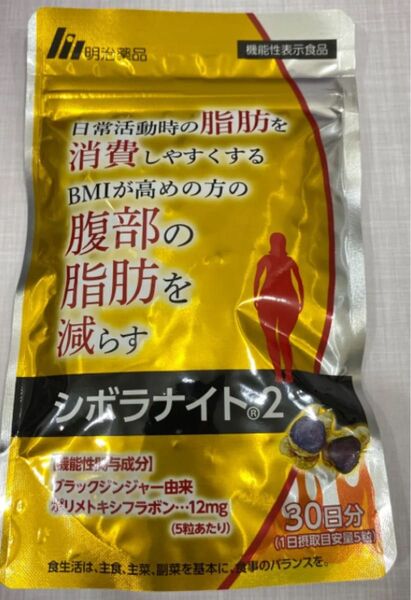 明治薬品
機能性表示食品
日常活動時の脂肪を
消費しやすくする
BMIが高めの方の
腹部の
脂肪を
減らす
シボラナイト®2
【機能性関与成分】
ブラックジンジャー由来
ポリメトキシフラボン…12mg
(5粒あたり)
30日分
(1日摂取目安量5粒)
食生活は、主食、主菜、副菜を基本に、食事のバランスを。